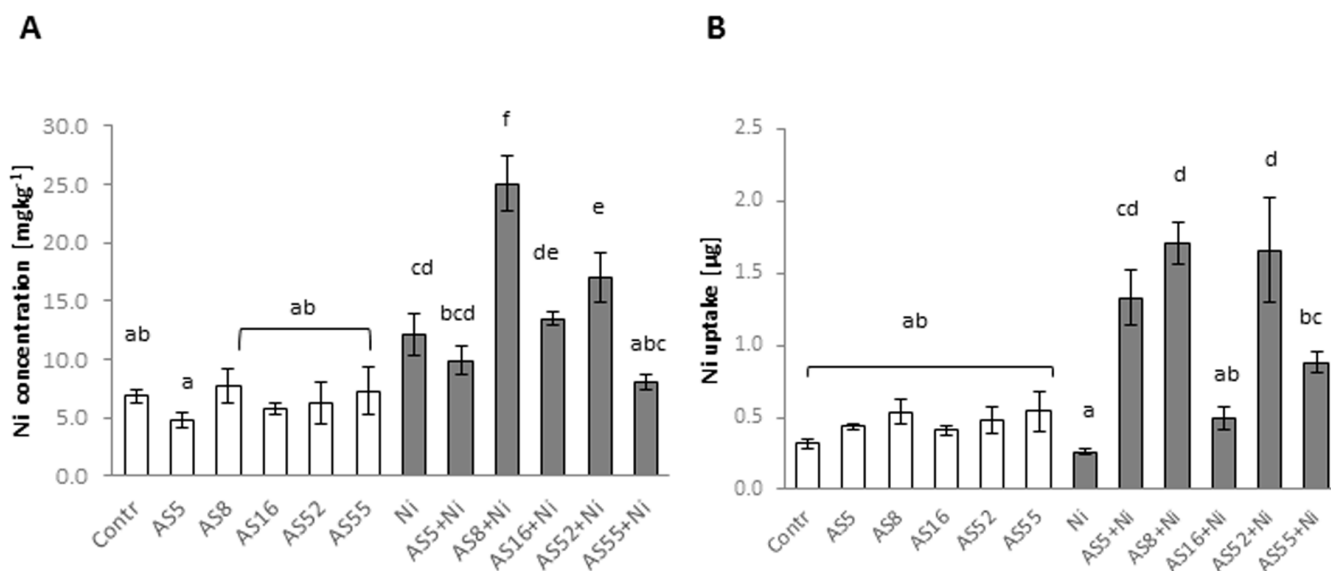 A
Ni concentration [mgkg⁻¹]
30.0
25.0
20.0
15.0
10.0
5.0
0.0
ab
a
ab
cd
bcd
f
de
e
abc
Contr
AS5
AS8
AS16
AS52
AS55
Ni
AS5+Ni
AS8+Ni
AS16+Ni
AS52+Ni
AS55+Ni
B
Ni uptake [µg]
2.5
2.0
1.5
1.0
0.5
0.0
ab
a
cd
d
ab
d
bc
Contr
AS5
AS8
AS16
AS52
AS55
Ni
AS5+Ni
AS8+Ni
AS16+Ni
AS52+Ni
AS55+Ni